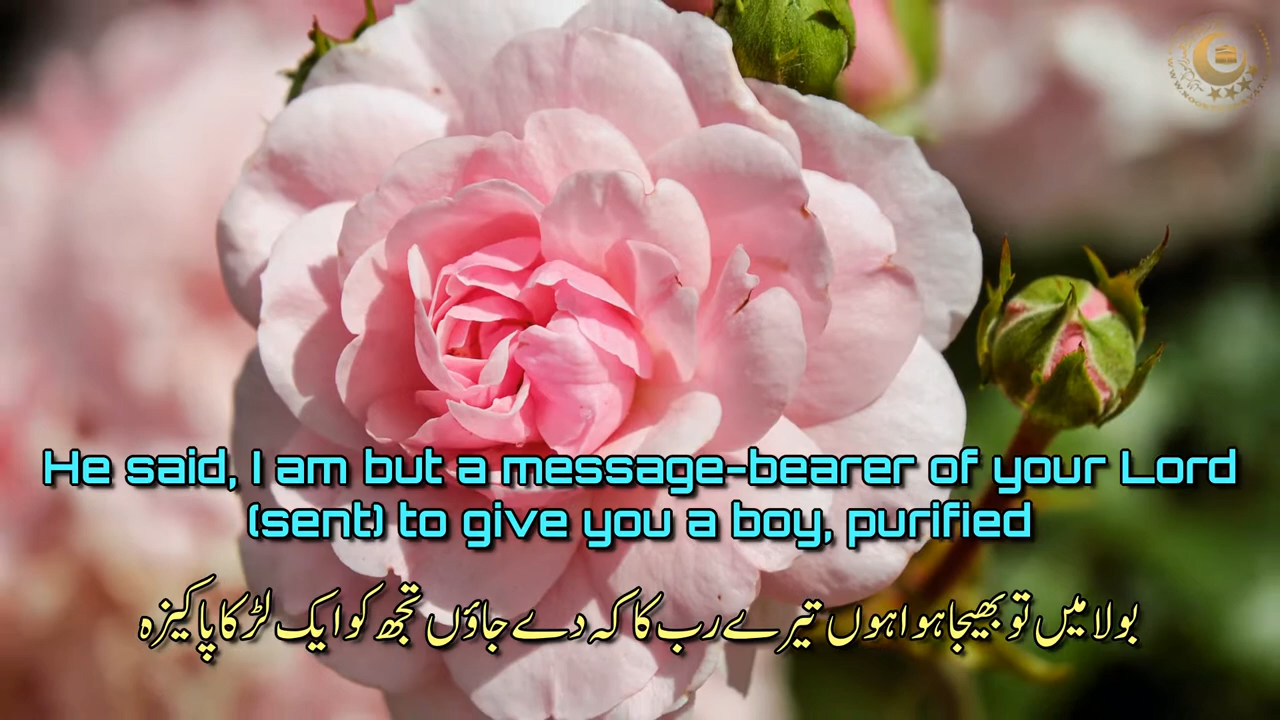 He said, I am but a message-bearer of your Lord
(sent) to give you a boy, purified
بولا میں تو بھیجا ہوا ہوں تیرے رب کا کہ دے جاؤں تجھ کو ایک لڑکا پاکیزہ